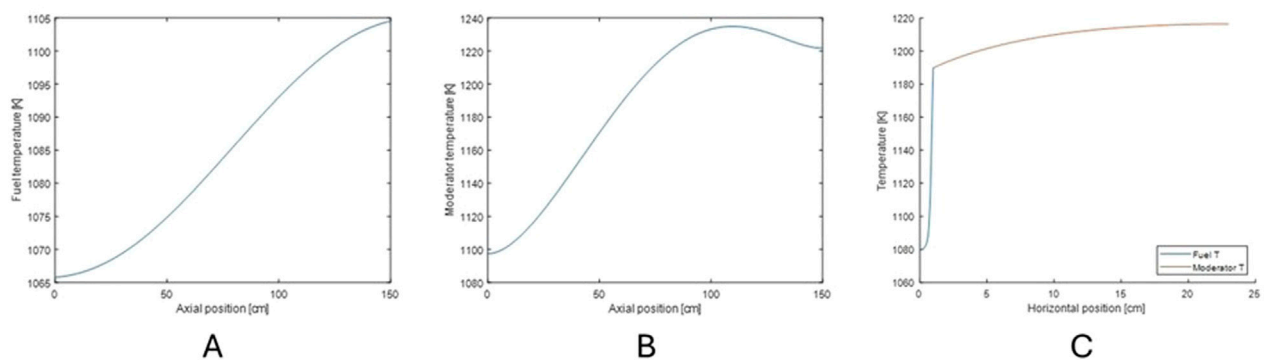 1105
1100
1095
1090
1085
1080
1075
1070
1065
Fuel temperature [K]
0 50 100 150
Axial position [cm]
A
1240
1220
1200
1180
1160
1140
1120
1100
1080
Moderator temperature [K]
0 50 100 150
Axial position [cm]
B
1220
1200
1180
1160
1140
1120
1100
1080
1060
Temperature [K]
Fuel T
Moderator T
0 5 10 15 20 25
Horizontal position [cm]
C